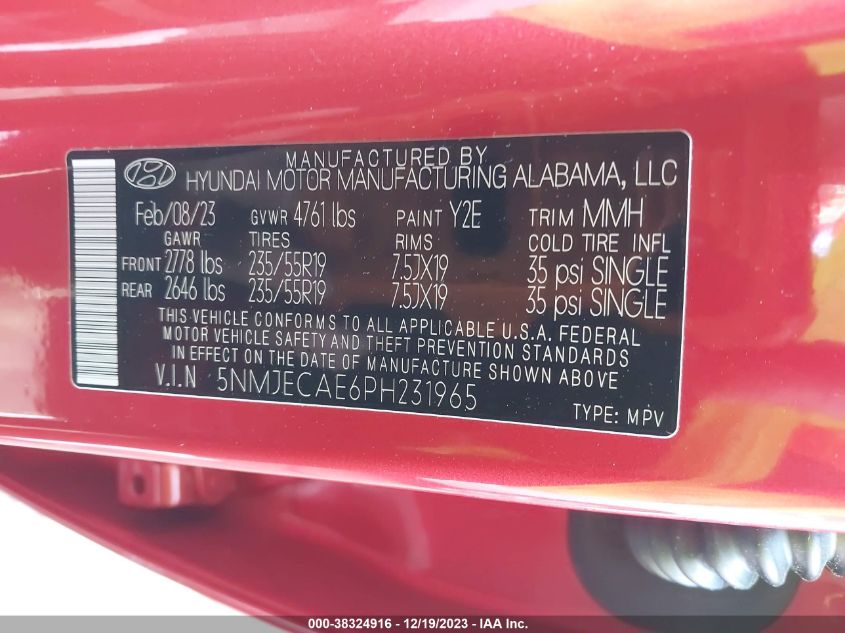 MANUFACTURED BY
HYUNDAI MOTOR MANUFACTURING ALABAMA, LLC
Feb/08/23 GVWR 4761 lbs PAINT Y2E TRIM MMH
GAWR TIRES RIMS COLD TIRE INFL
FRONT 2778 lbs 235/55R19 7.5JX19 35 psi SINGLE
REAR 2646 lbs 235/55R19 7.5JX19 35 psi SINGLE
THIS VEHICLE CONFORMS TO ALL APPLICABLE U.S.A. FEDERAL
MOTOR VEHICLE SAFETY AND THEFT PREVENTION STANDARDS
IN EFFECT ON THE DATE OF MANUFACTURE SHOWN ABOVE
V.I.N 5NMJECAE6PH231965
TYPE: MPV
000-38324916 - 12/19/2023 - IAA Inc.